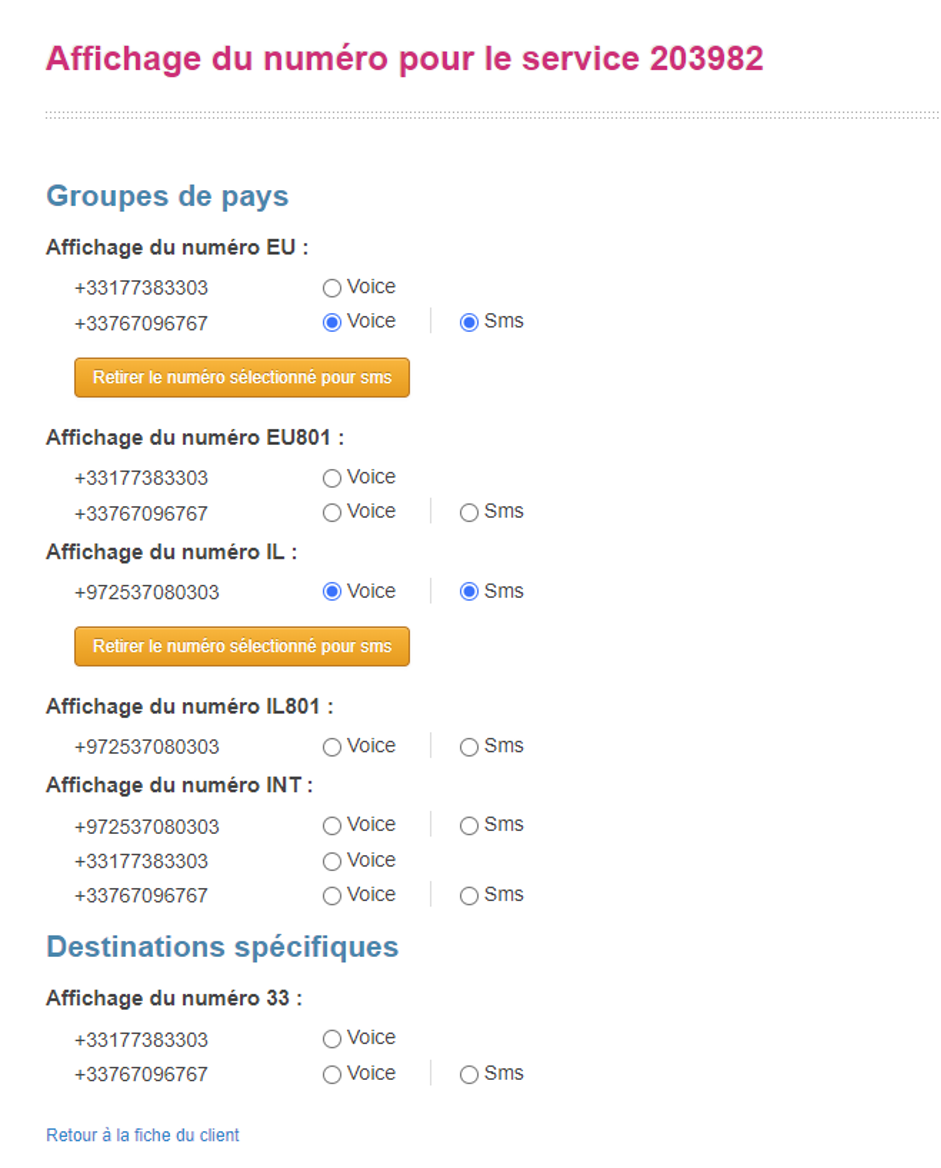 Affichage du numéro pour le service 203982
Groupes de pays
Affichage du numéro EU :
+33177383303 Voice
+33767096767 Voice Sms
Retirer le numéro sélectionné pour sms
Affichage du numéro EU801 :
+33177383303 Voice
+33767096767 Voice Sms
Affichage du numéro IL :
+972537080303 Voice Sms
Retirer le numéro sélectionné pour sms
Affichage du numéro IL801 :
+972537080303 Voice Sms
Affichage du numéro INT :
+972537080303 Voice Sms
+33177383303 Voice
+33767096767 Voice Sms
Destinations spécifiques
Affichage du numéro 33 :
+33177383303 Voice
+33767096767 Voice Sms
Retour à la fiche du client